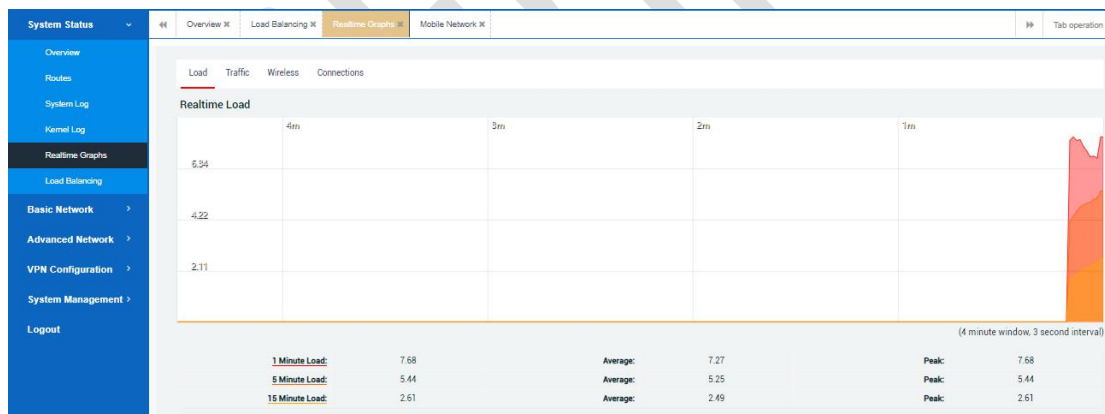 System Status
Overview
Routes
System Log
Kernel Log
Realtime Graphs
Load Balancing
Basic Network
Advanced Network
VPN Configuration
System Management
Logout
Overview Load Balancing Realtime Graphs Mobile Network Tab operation
Load Traffic Wireless Connections
Realtime Load
4m 3m 2m 1m
6.34
4.22
2.11
(4 minute window, 3 second interval)
1 Minute Load: 7.68 Average: 7.27 Peak: 7.68
5 Minute Load: 5.44 Average: 5.25 Peak: 5.44
15 Minute Load: 2.61 Average: 2.49 Peak: 2.61